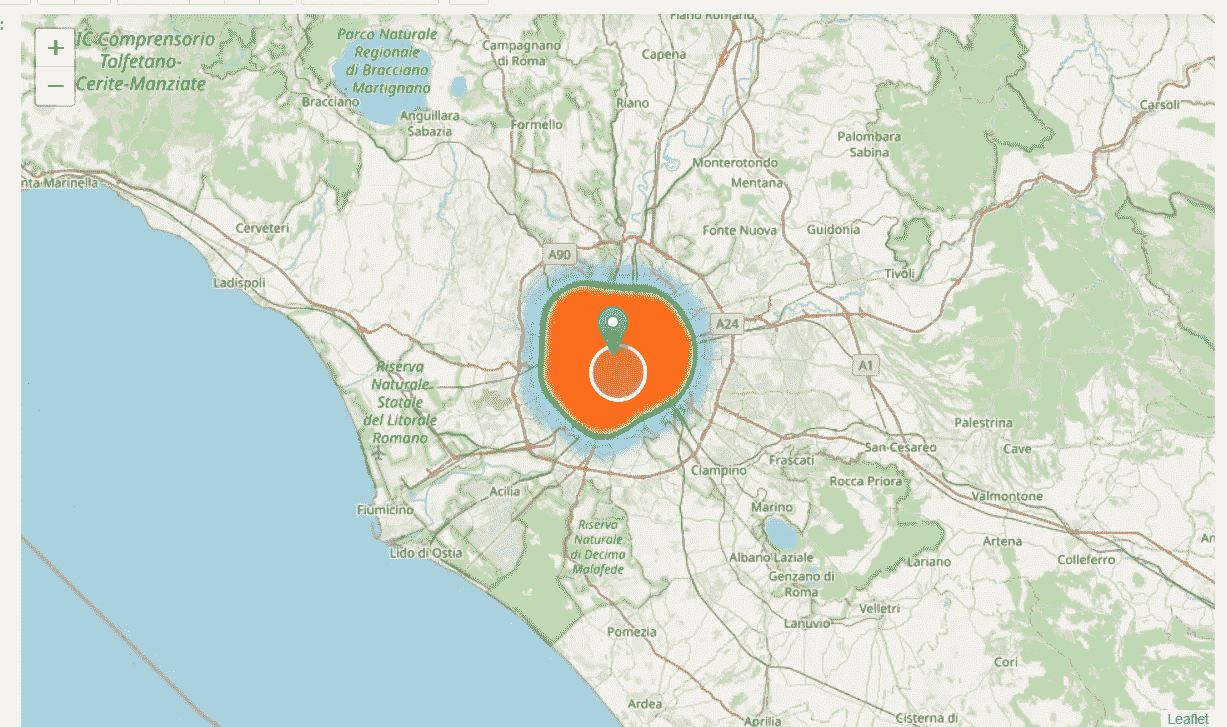 +
−
IC Comprensorio
Tolfetano-
Cerite-Manziate
Parco Naturale
Regionale
di Bracciano
Martignano
Bracciano
Anguillara
Sabazia
Campagnano
di Roma
Formello
Capena
Riano
Carsoli
Palombara
Sabina
Monterotondo
Mentana
nta Marinella
Cerveteri
Fonte Nuova
Guidonia
A90
Tivoli
Ladispoli
A24
A1
Riserva
Naturale
Statale
del Litorale
Romano
Palestrina
Cave
San Cesareo
Frascati
Ciampino
Rocca Priora
Acilia
Valmontone
Fiumicino
Marino
Riserva
Naturale
di Decima
Malafede
Lido di Ostia
Artena
Albano Laziale
Lariano
Colleferro
An
Genzano di
Roma
Velletri
Lanuvio
Pomezia
Cori
Ardea
Aprilia
Cisterna di
Leaflet